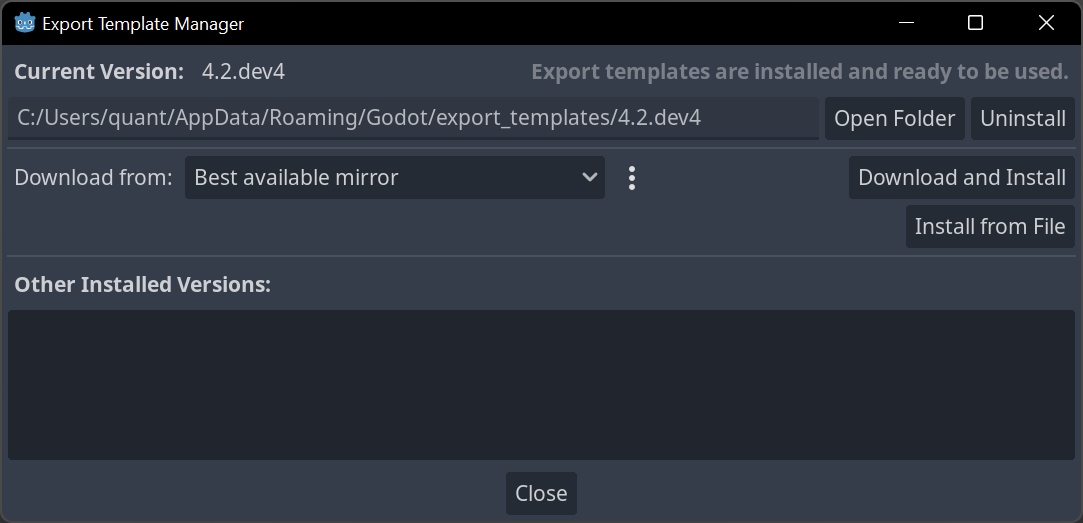 Export Template Manager
Current Version: 4.2.dev4 Export templates are installed and ready to be used.
C:/Users/quant/AppData/Roaming/Godot/export_templates/4.2.dev4 Open Folder Uninstall
Download from: Best available mirror Download and Install
Install from File
Other Installed Versions:
Close